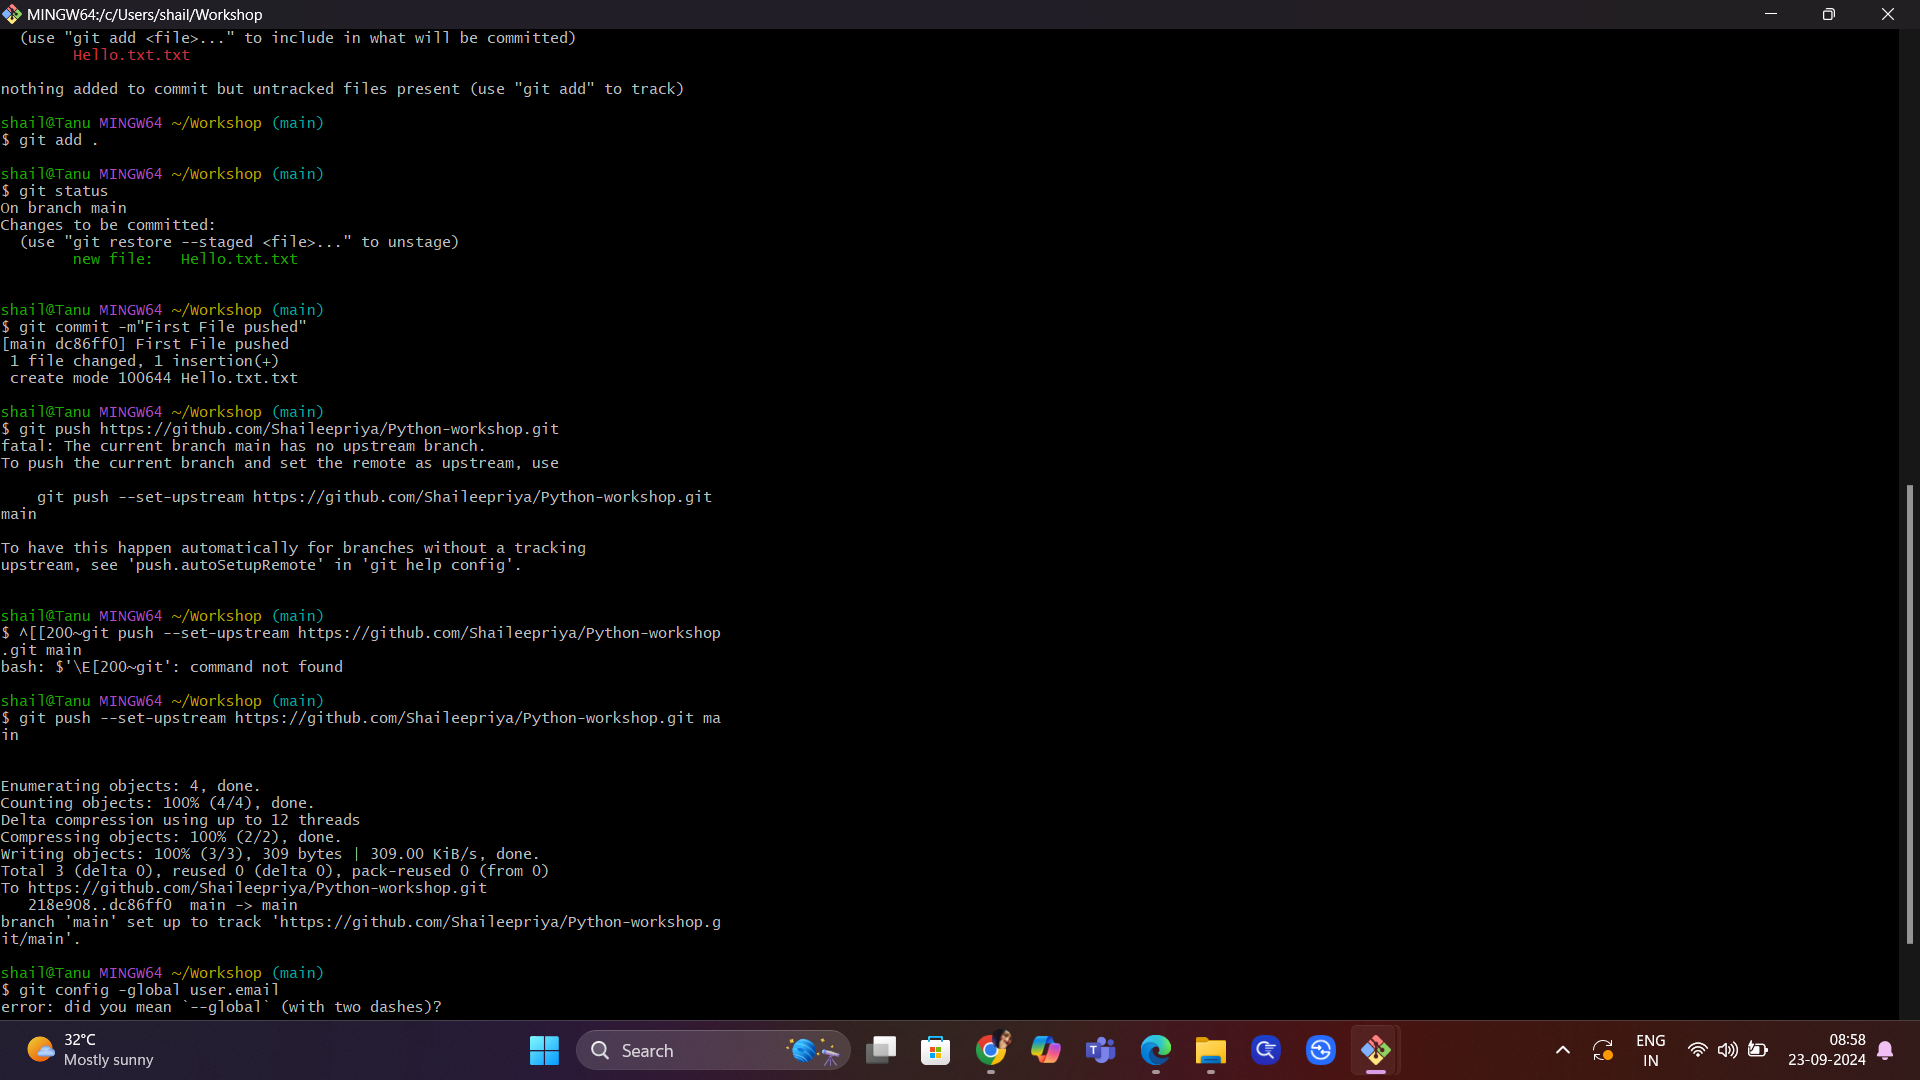 MINGW64:/c/Users/shail/Workshop
(use "git add <file>..." to include in what will be committed)
Hello.txt.txt
nothing added to commit but untracked files present (use "git add" to track)
shail@Tanu MINGW64 ~/Workshop (main)
$ git add .
shail@Tanu MINGW64 ~/Workshop (main)
$ git status
On branch main
Changes to be committed:
(use "git restore --staged <file>..." to unstage)
new file:   Hello.txt.txt
shail@Tanu MINGW64 ~/Workshop (main)
$ git commit -m"First File pushed"
[main dc86ff0] First File pushed
1 file changed, 1 insertion(+)
create mode 100644 Hello.txt.txt
shail@Tanu MINGW64 ~/Workshop (main)
$ git push https://github.com/Shaileepriya/Python-workshop.git
fatal: The current branch main has no upstream branch.
To push the current branch and set the remote as upstream, use
git push --set-upstream https://github.com/Shaileepriya/Python-workshop.git
main
To have this happen automatically for branches without a tracking
upstream, see 'push.autoSetupRemote' in 'git help config'.
shail@Tanu MINGW64 ~/Workshop (main)
$ ^[[200~git push --set-upstream https://github.com/Shaileepriya/Python-workshop
.git main
bash: $'\E[200~git': command not found
shail@Tanu MINGW64 ~/Workshop (main)
$ git push --set-upstream https://github.com/Shaileepriya/Python-workshop.git ma
in
Enumerating objects: 4, done.
Counting objects: 100% (4/4), done.
Delta compression using up to 12 threads
Compressing objects: 100% (2/2), done.
Writing objects: 100% (3/3), 309 bytes | 309.00 KiB/s, done.
Total 3 (delta 0), reused 0 (delta 0), pack-reused 0 (from 0)
To https://github.com/Shaileepriya/Python-workshop.git
218e908..dc86ff0  main -> main
branch 'main' set up to track 'https://github.com/Shaileepriya/Python-workshop.g
it/main'.
shail@Tanu MINGW64 ~/Workshop (main)
$ git config -global user.email
error: did you mean `--global` (with two dashes)?
32°C
Mostly sunny
Search
ENG
IN
08:58
23-09-2024